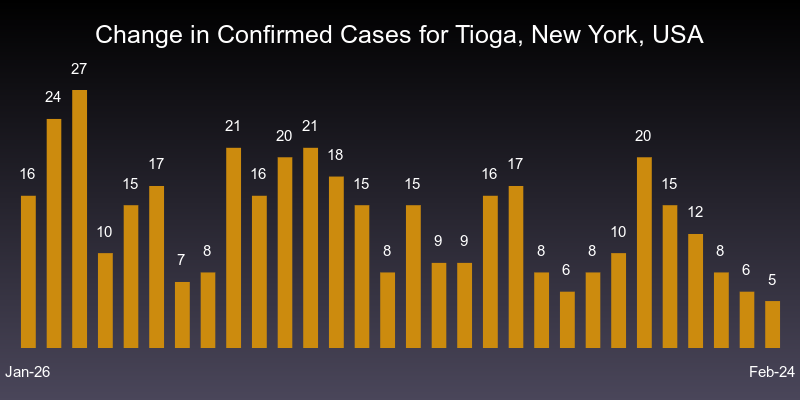 Change in Confirmed Cases for Tioga, New York, USA
16 24 27 10 15 17 7 8 21 16 20 21 18 15 8 15 9 9 16 17 8 6 8 10 20 15 12 8 6 5
Jan-26 Feb-24